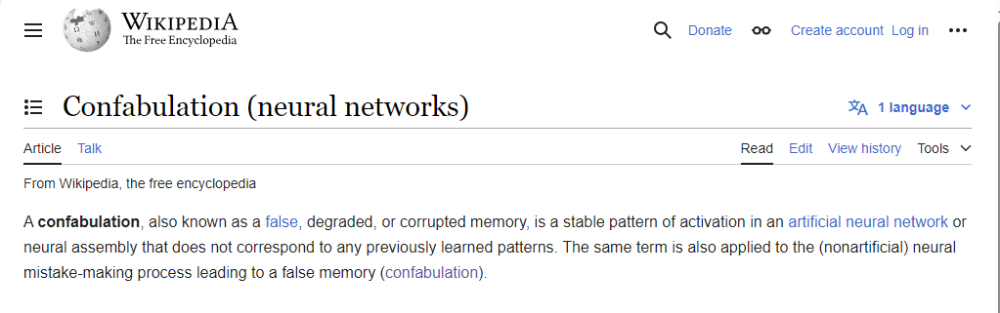 WIKIPEDIA
The Free Encyclopedia
Donate Create account Log in
Confabulation (neural networks)
1 language
Article Talk Read Edit View history Tools
From Wikipedia, the free encyclopedia
A confabulation, also known as a false, degraded, or corrupted memory, is a stable pattern of activation in an artificial neural network or
neural assembly that does not correspond to any previously learned patterns. The same term is also applied to the (nonartificial) neural
mistake-making process leading to a false memory (confabulation).